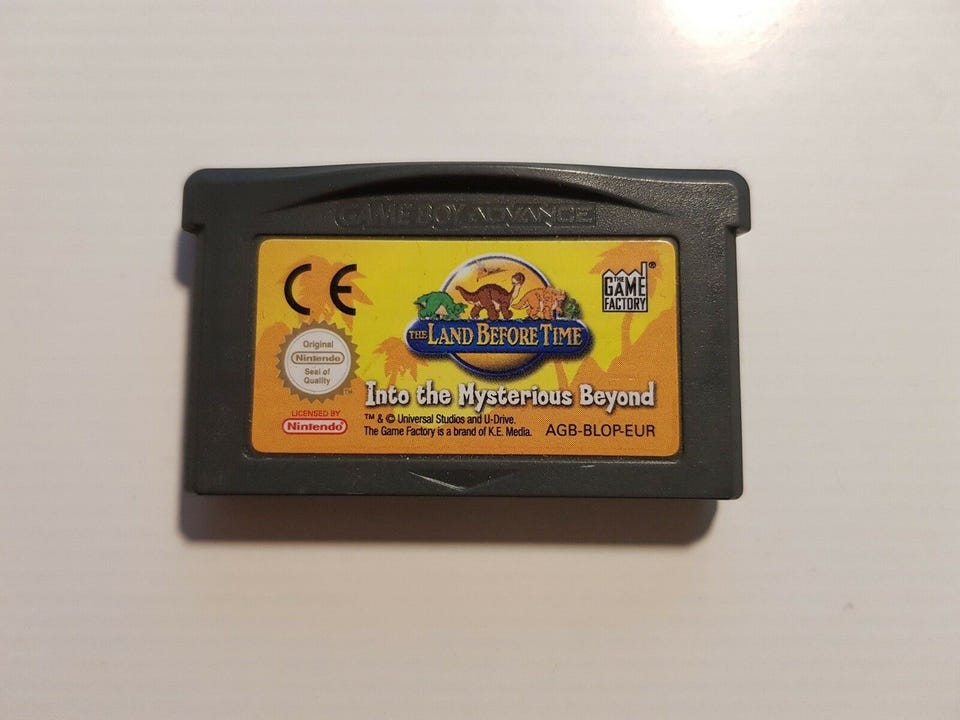 GAME BOY ADVANCE
CE
THE GAME FACTORY®
THE LAND BEFORE TIME
Original
Nintendo
Seal of
Quality
TM
Into the Mysterious Beyond
LICENSED BY
Nintendo®
™ & © Universal Studios and U-Drive.
The Game Factory is a brand of K.E. Media.
AGB-BLOP-EUR